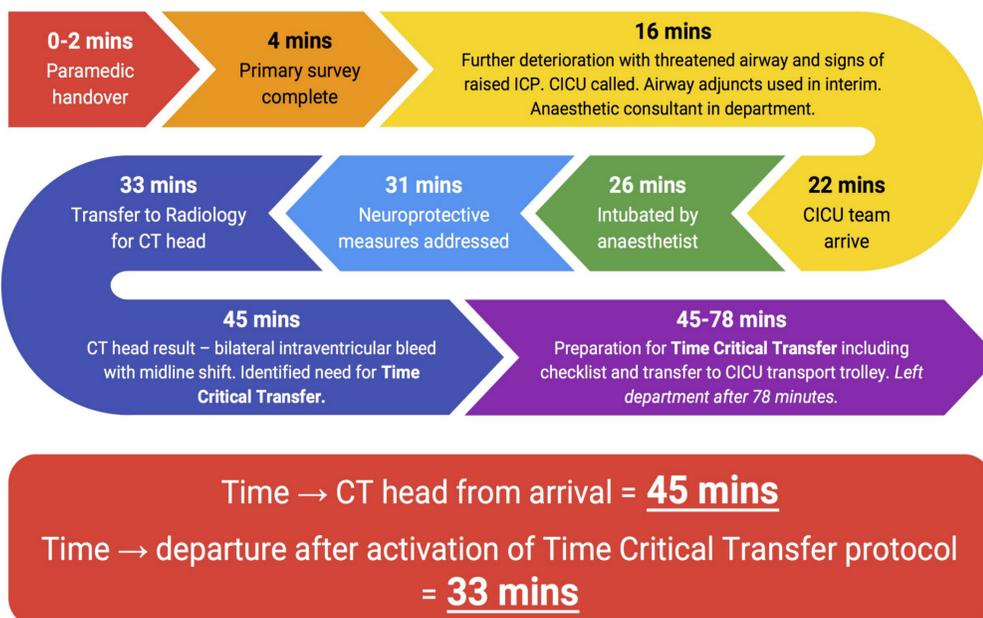 0-2 mins
Paramedic
handover
4 mins
Primary survey
complete
16 mins
Further deterioration with threatened airway and signs of
raised ICP. CICU called. Airway adjuncts used in interim.
Anaesthetic consultant in department.
22 mins
CICU team
arrive
26 mins
Intubated by
anaesthetist
31 mins
Neuroprotective
measures addressed
33 mins
Transfer to Radiology
for CT head
45 mins
CT head result – bilateral intraventricular bleed
with midline shift. Identified need for Time
Critical Transfer.
45-78 mins
Preparation for Time Critical Transfer including
checklist and transfer to CICU transport trolley. Left
department after 78 minutes.
Time → CT head from arrival = 45 mins
Time → departure after activation of Time Critical Transfer protocol
= 33 mins